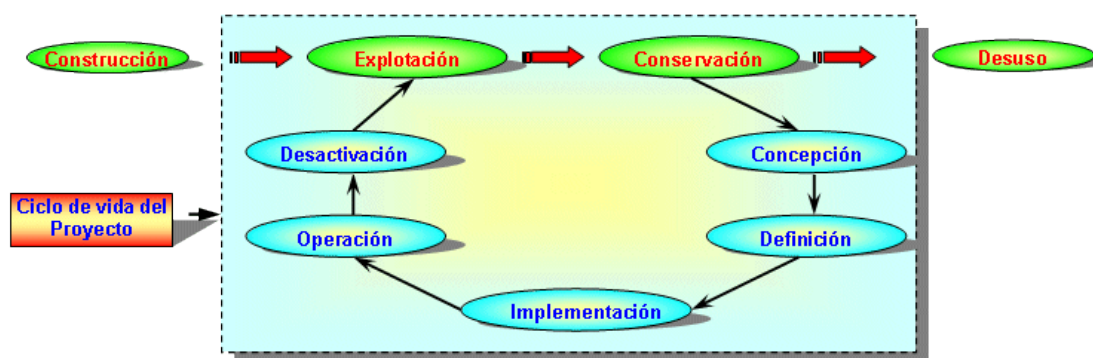 Construcción
Explotación
Conservación
Desuso
Desactivación
Concepción
Ciclo de vida del
Proyecto
Operación
Definición
Implementación